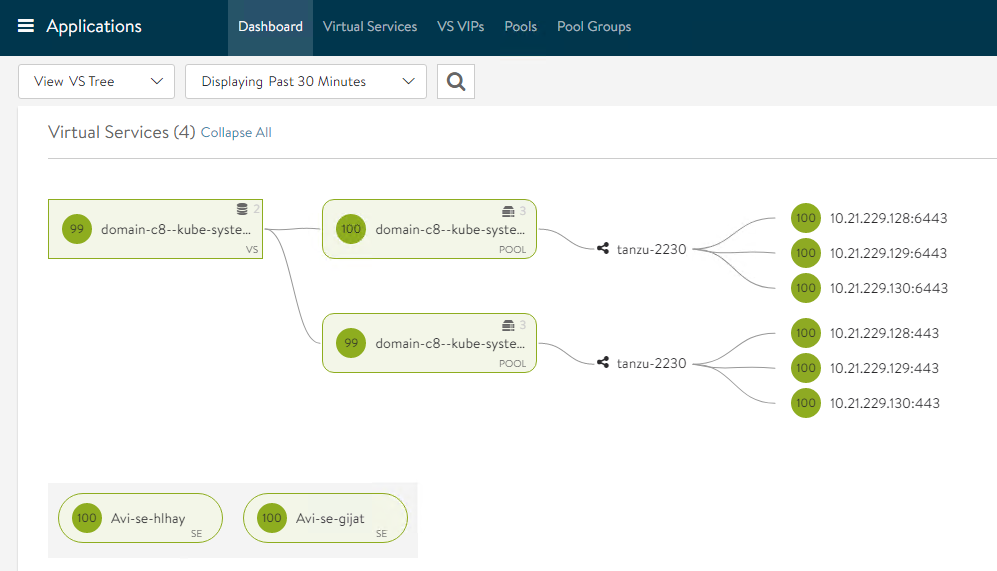 Applications Dashboard Virtual Services VS VIPs Pools Pool Groups
View VS Tree Displaying Past 30 Minutes
Virtual Services (4) Collapse All
2
99 domain-c8--kube-syste...
VS
3
100 domain-c8--kube-syste...
POOL
tanzu-2230
100 10.21.229.128:6443
100 10.21.229.129:6443
100 10.21.229.130:6443
3
99 domain-c8--kube-syste...
POOL
tanzu-2230
100 10.21.229.128:443
100 10.21.229.129:443
100 10.21.229.130:443
100 Avi-se-hlhay
SE
100 Avi-se-gijat
SE